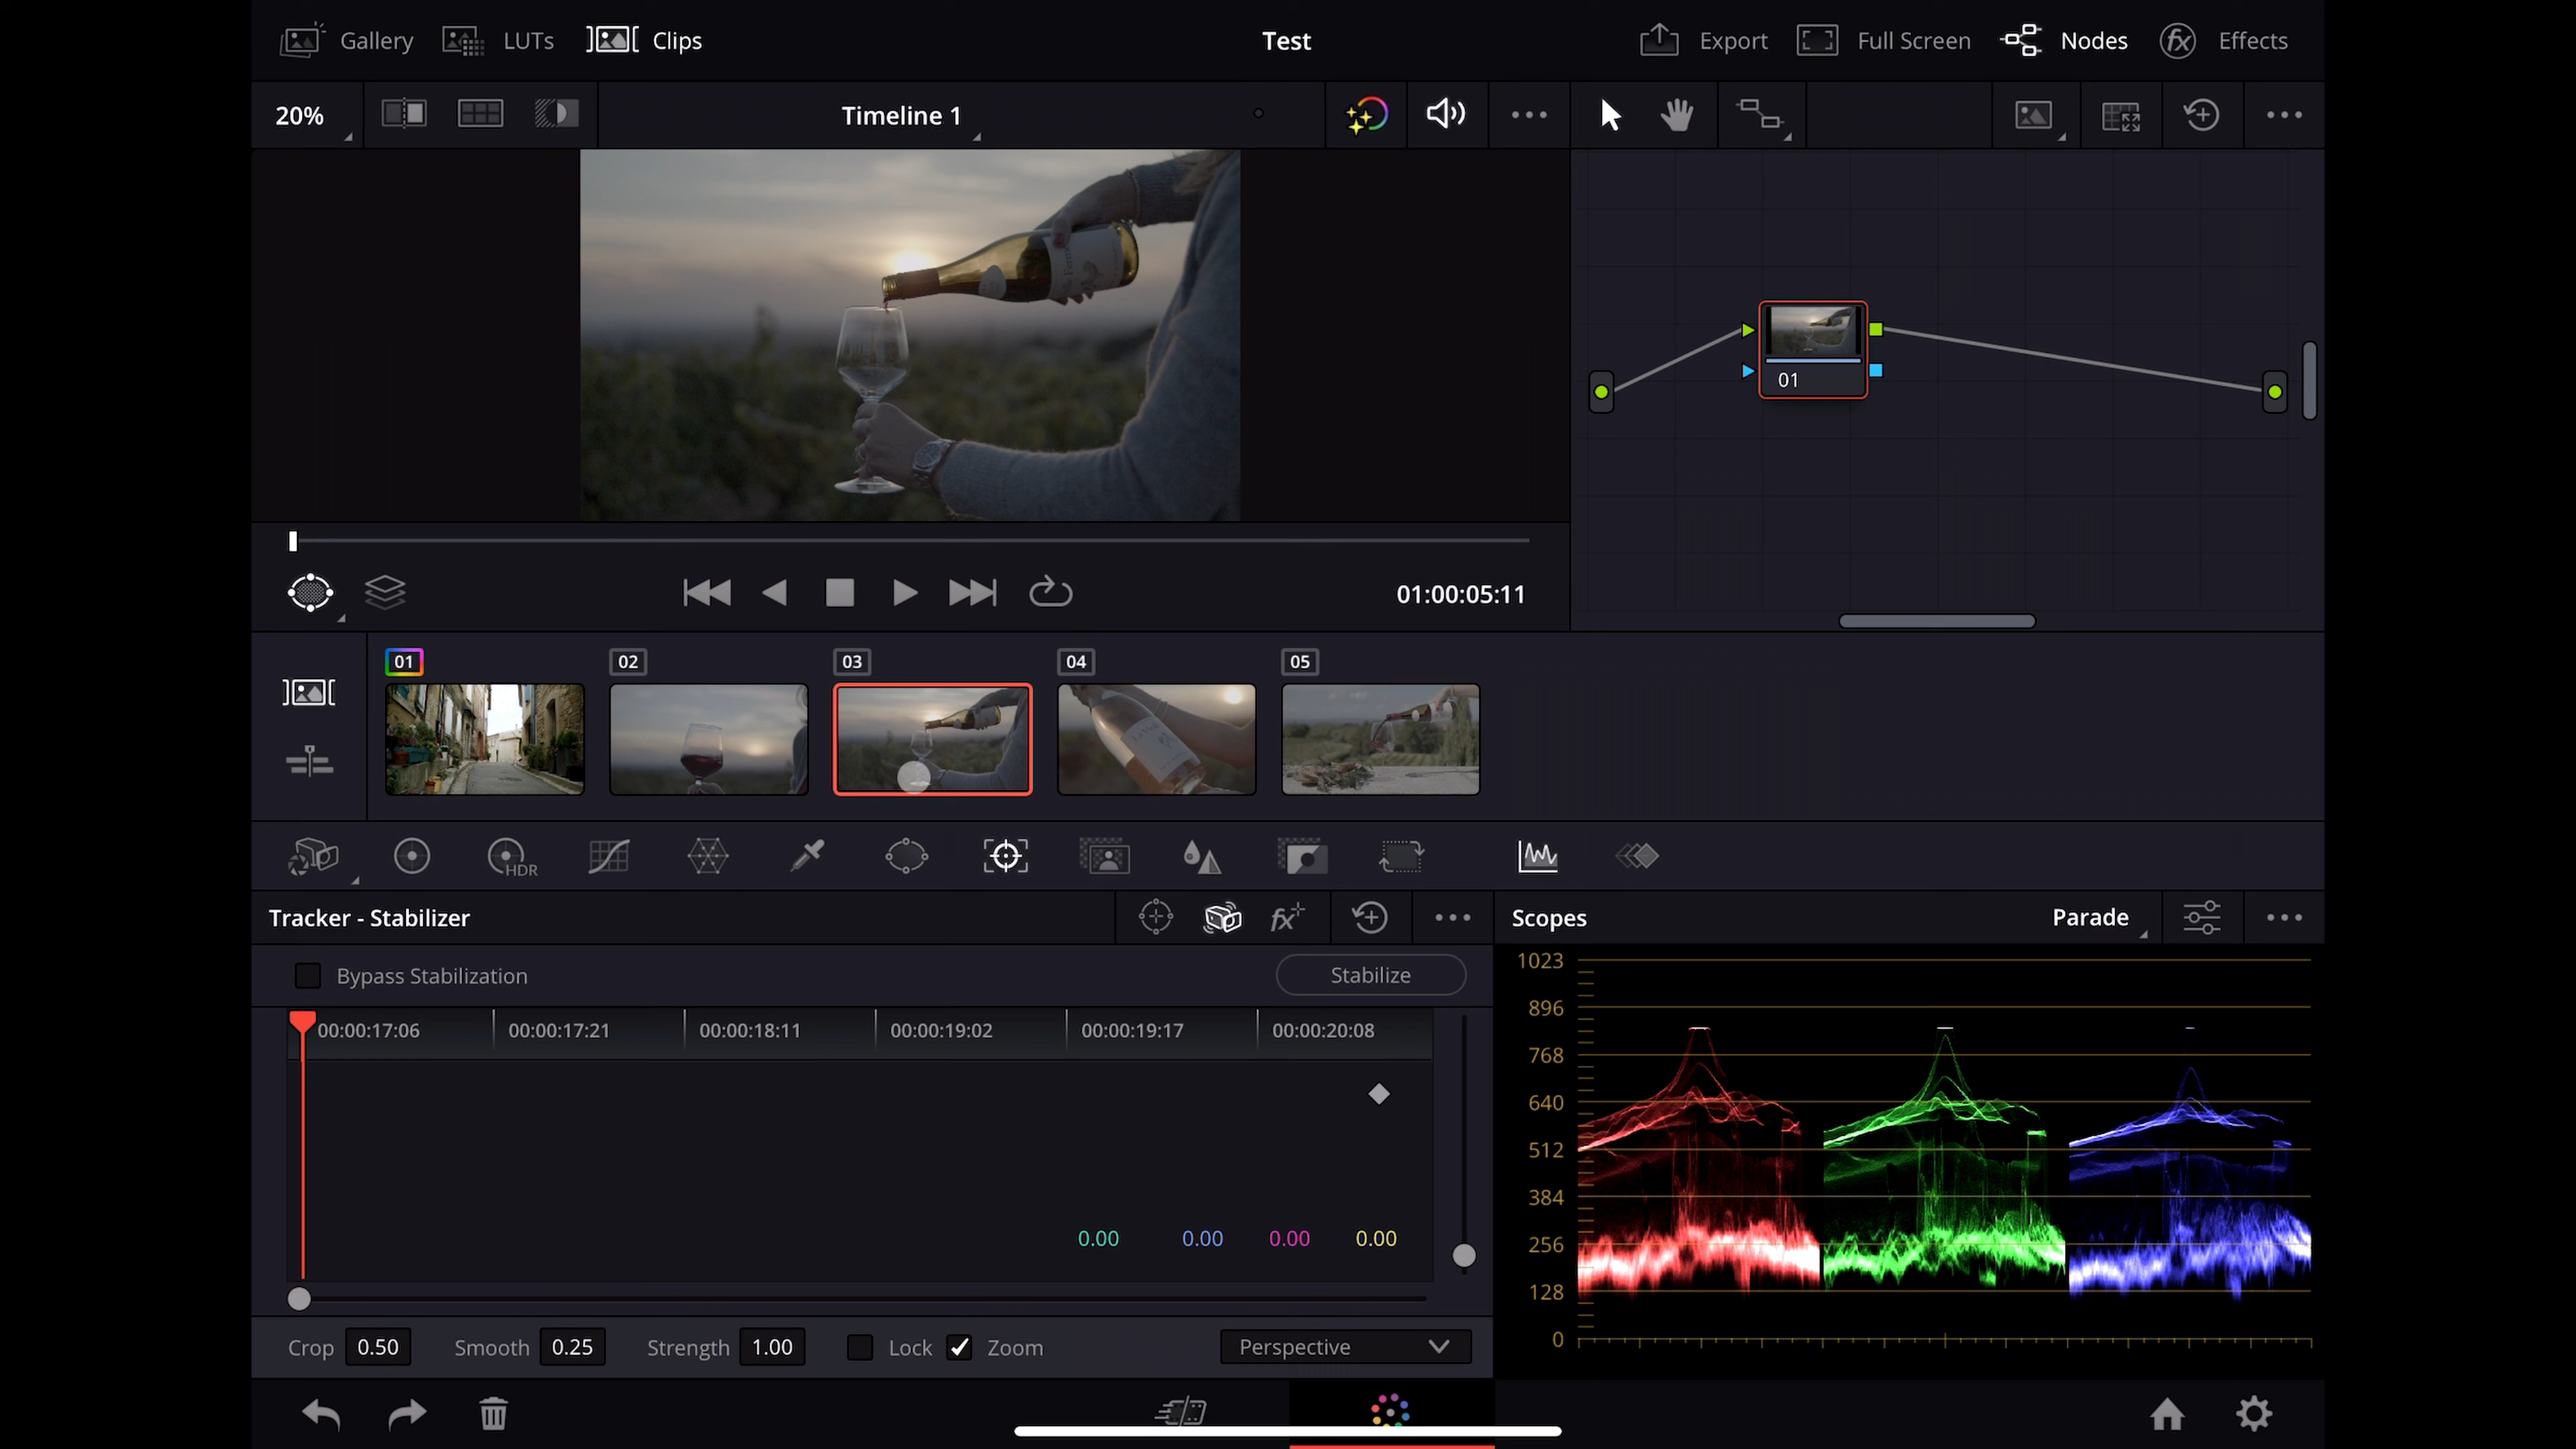 Gallery LUTs Clips Test Export Full Screen Nodes fx Effects
20% Timeline 1
01
01:00:05:11
01 02 03 04 05
HDR
Tracker - Stabilizer fx Scopes Parade
Bypass Stabilization Stabilize
00:00:17:06 00:00:17:21 00:00:18:11 00:00:19:02 00:00:19:17 00:00:20:08
0.00 0.00 0.00 0.00
1023
896
768
640
512
384
256
128
0
Crop 0.50 Smooth 0.25 Strength 1.00 Lock Zoom Perspective